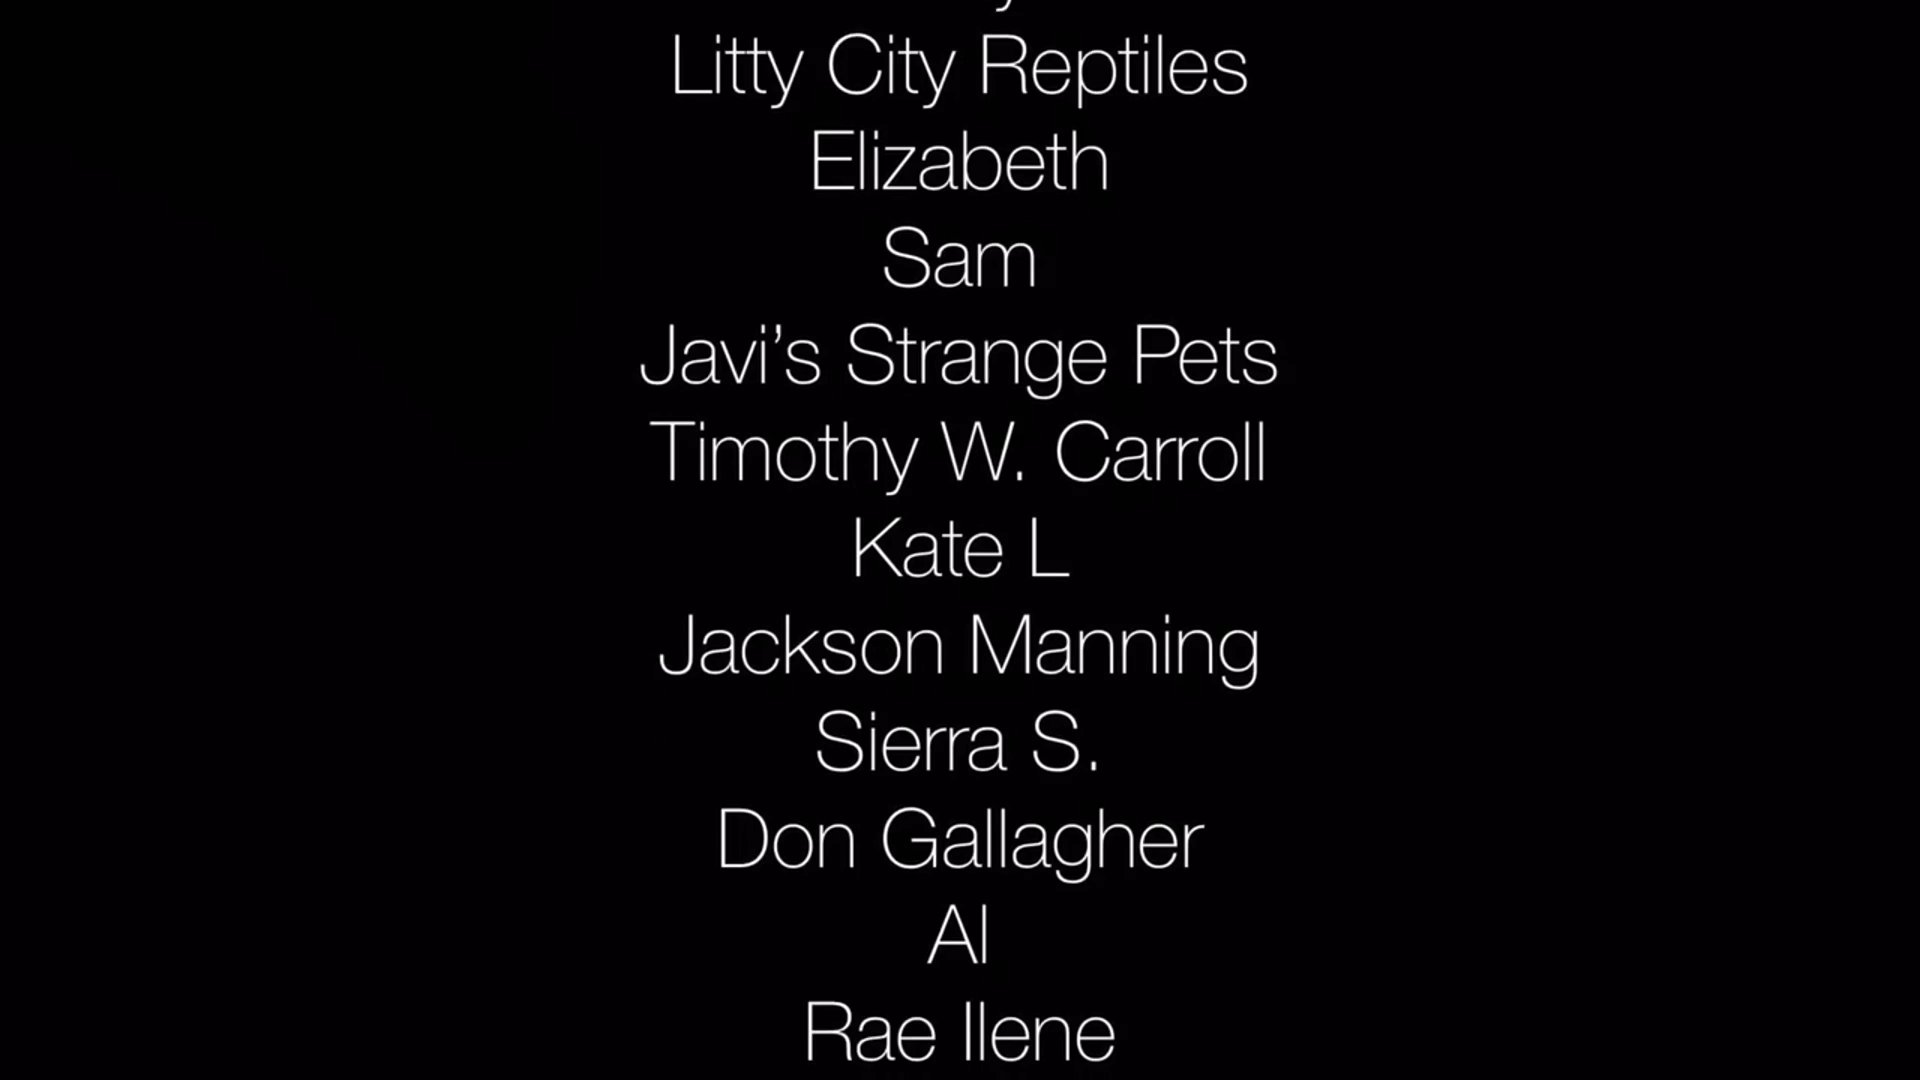 Litty City Reptiles
Elizabeth
Sam
Javi’s Strange Pets
Timothy W. Carroll
Kate L
Jackson Manning
Sierra S.
Don Gallagher
Al
Rae Ilene